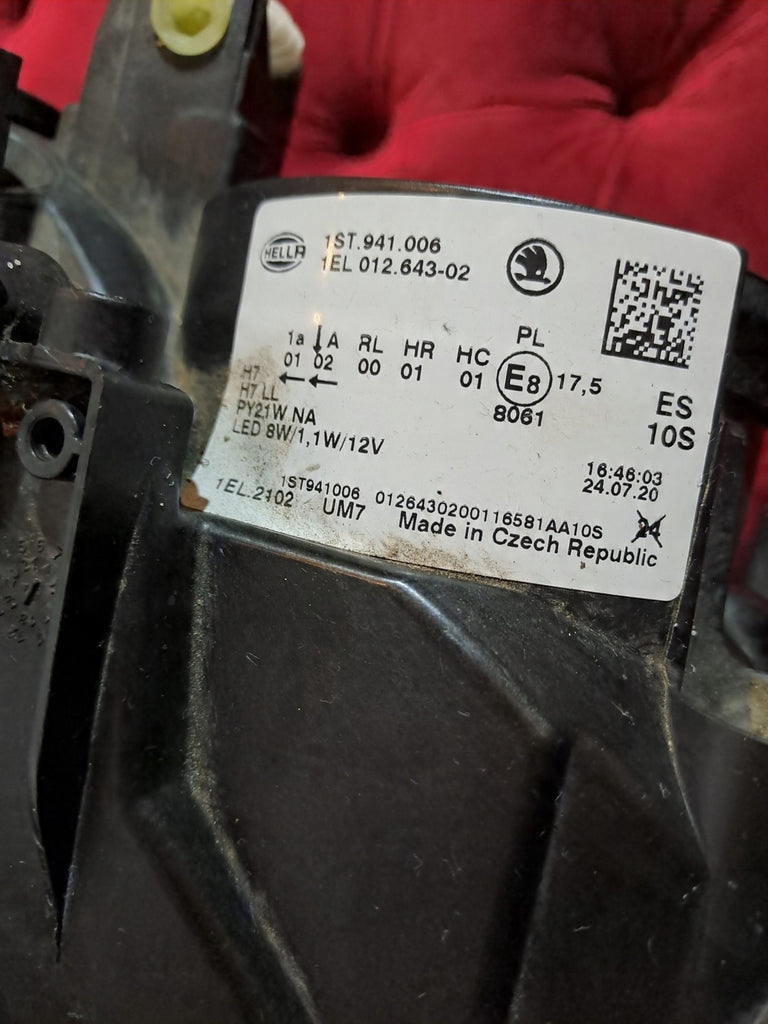 HELLA
1ST.941.006
1EL 012.643-02
1a ↓A RL HR HC PL
01 02 00 01 01 E8 17,5
← ← 8061
H7
H7 LL
PY21W NA
LED 8W/1,1W/12V
ES
10S
16:46:03
24.07.20
1ST941006 0126430200116581AA10S
24
1EL.2102 UM7 Made in Czech Republic